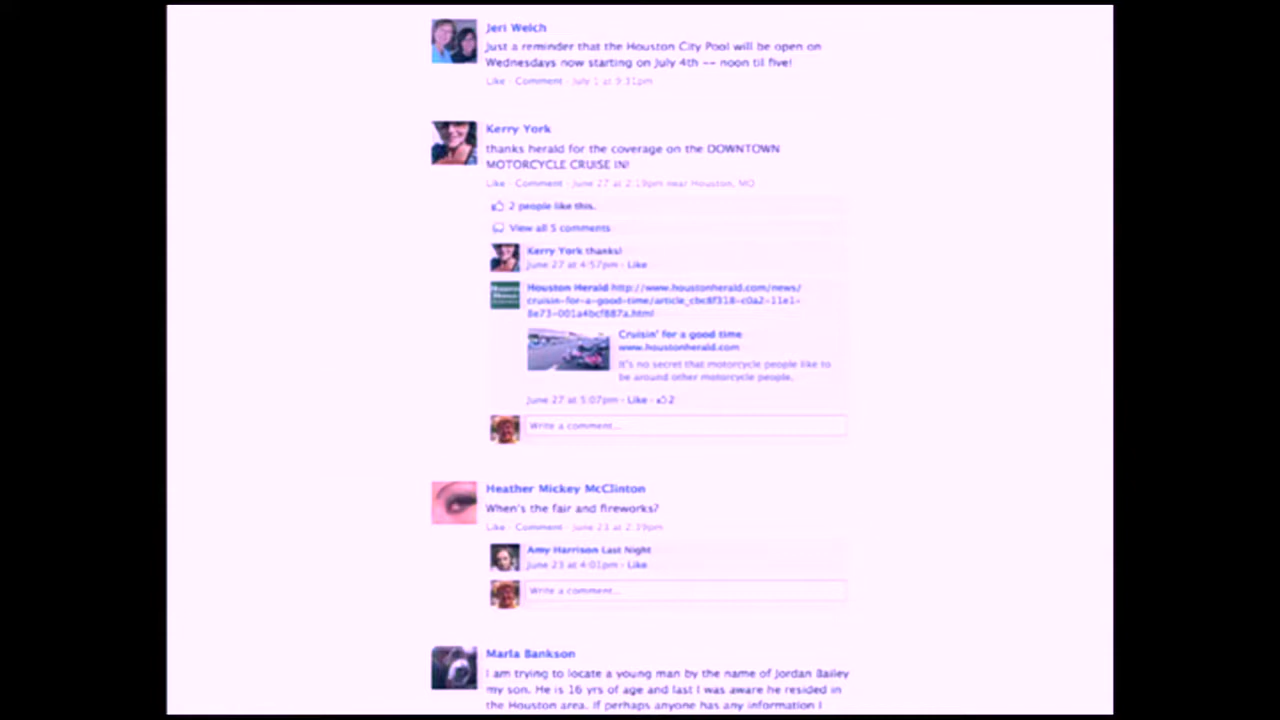 Jeri Welch
Just a reminder that the Houston City Pool will be open on
Wednesdays now starting on July 4th -- noon til five!
Like · Comment · July 1 at 9:31pm
Kerry York
thanks herald for the coverage on the DOWNTOWN
MOTORCYCLE CRUISE IN!
Like · Comment · June 27 at 2:19pm near Houston, MO
2 people like this.
View all 5 comments
Kerry York thanks!
June 27 at 4:57pm · Like
Houston Herald http://www.houstonherald.com/news/
cruisin-for-a-good-time/article_cbc8f318-c0a2-11e1-
8e73-001a4bcf887a.html
Cruisin' for a good time
www.houstonherald.com
It's no secret that motorcycle people like to
be around other motorcycle people.
June 27 at 5:07pm · Like · 2
Write a comment...
Heather Mickey McClinton
When's the fair and fireworks?
Like · Comment · June 23 at 2:39pm
Amy Harrison Last Night
June 23 at 4:01pm · Like
Write a comment...
Marla Bankson
I am trying to locate a young man by the name of Jordan Bailey
my son. He is 16 yrs of age and last I was aware he resided in
the Houston area. If perhaps anyone has any information I